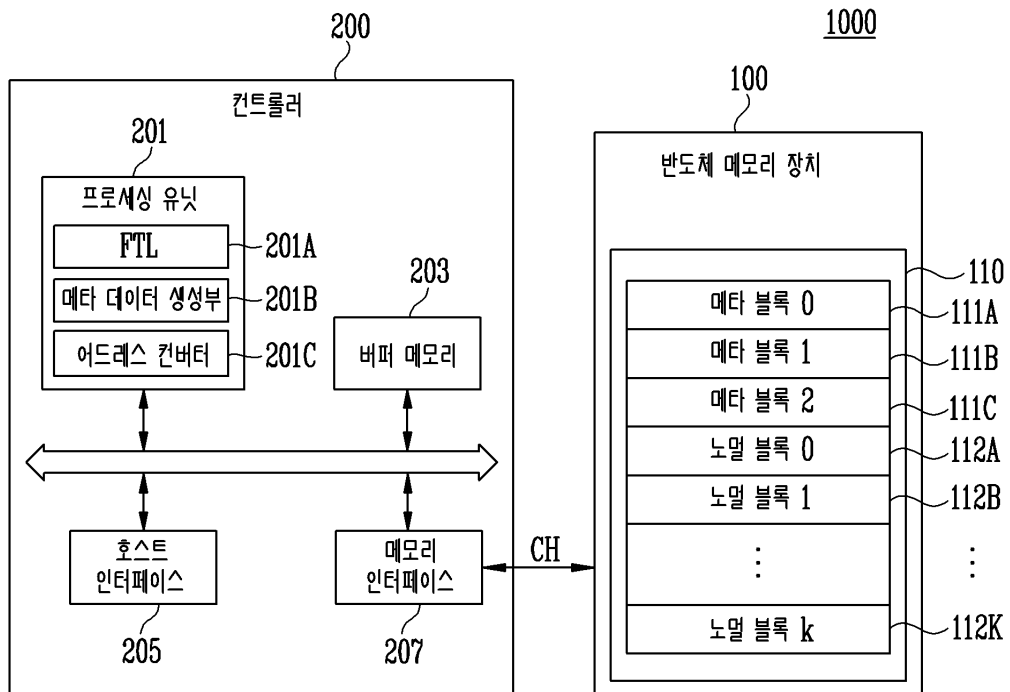 1000
200
컨트롤러
201
프로세싱 유닛
FTL
201A
메타 데이터 생성부
201B
어드레스 컨버터
201C
203
버퍼 메모리
호스트
인터페이스
205
메모리
인터페이스
207
CH
100
반도체 메모리 장치
110
메타 블록 0
111A
메타 블록 1
111B
메타 블록 2
111C
노멀 블록 0
112A
노멀 블록 1
112B
⋮
⋮
노멀 블록 k
112K